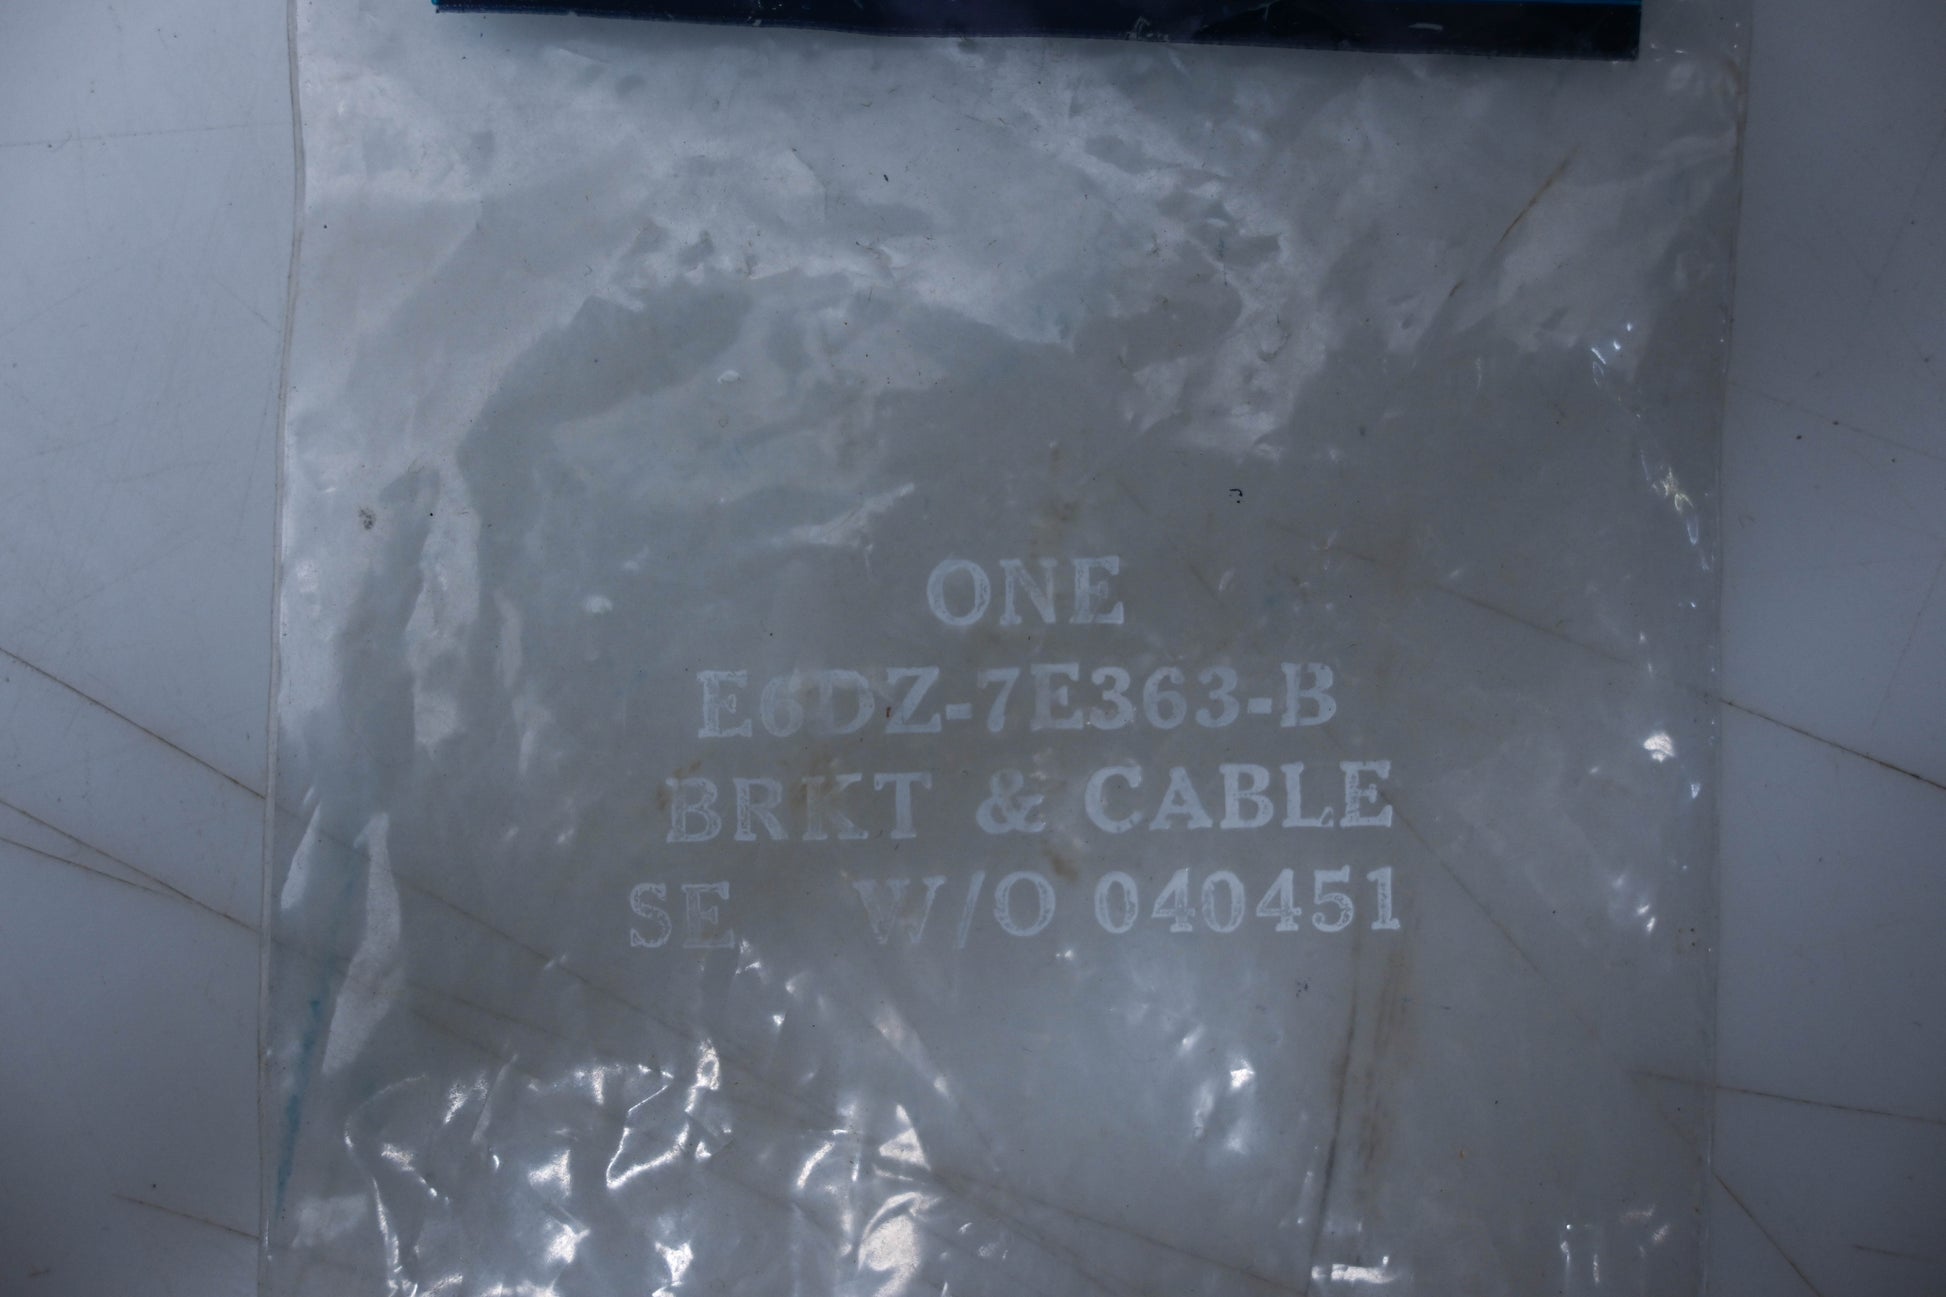 ONE
E6DZ-7E363-B
BRKT & CABLE
SE W/O 040451